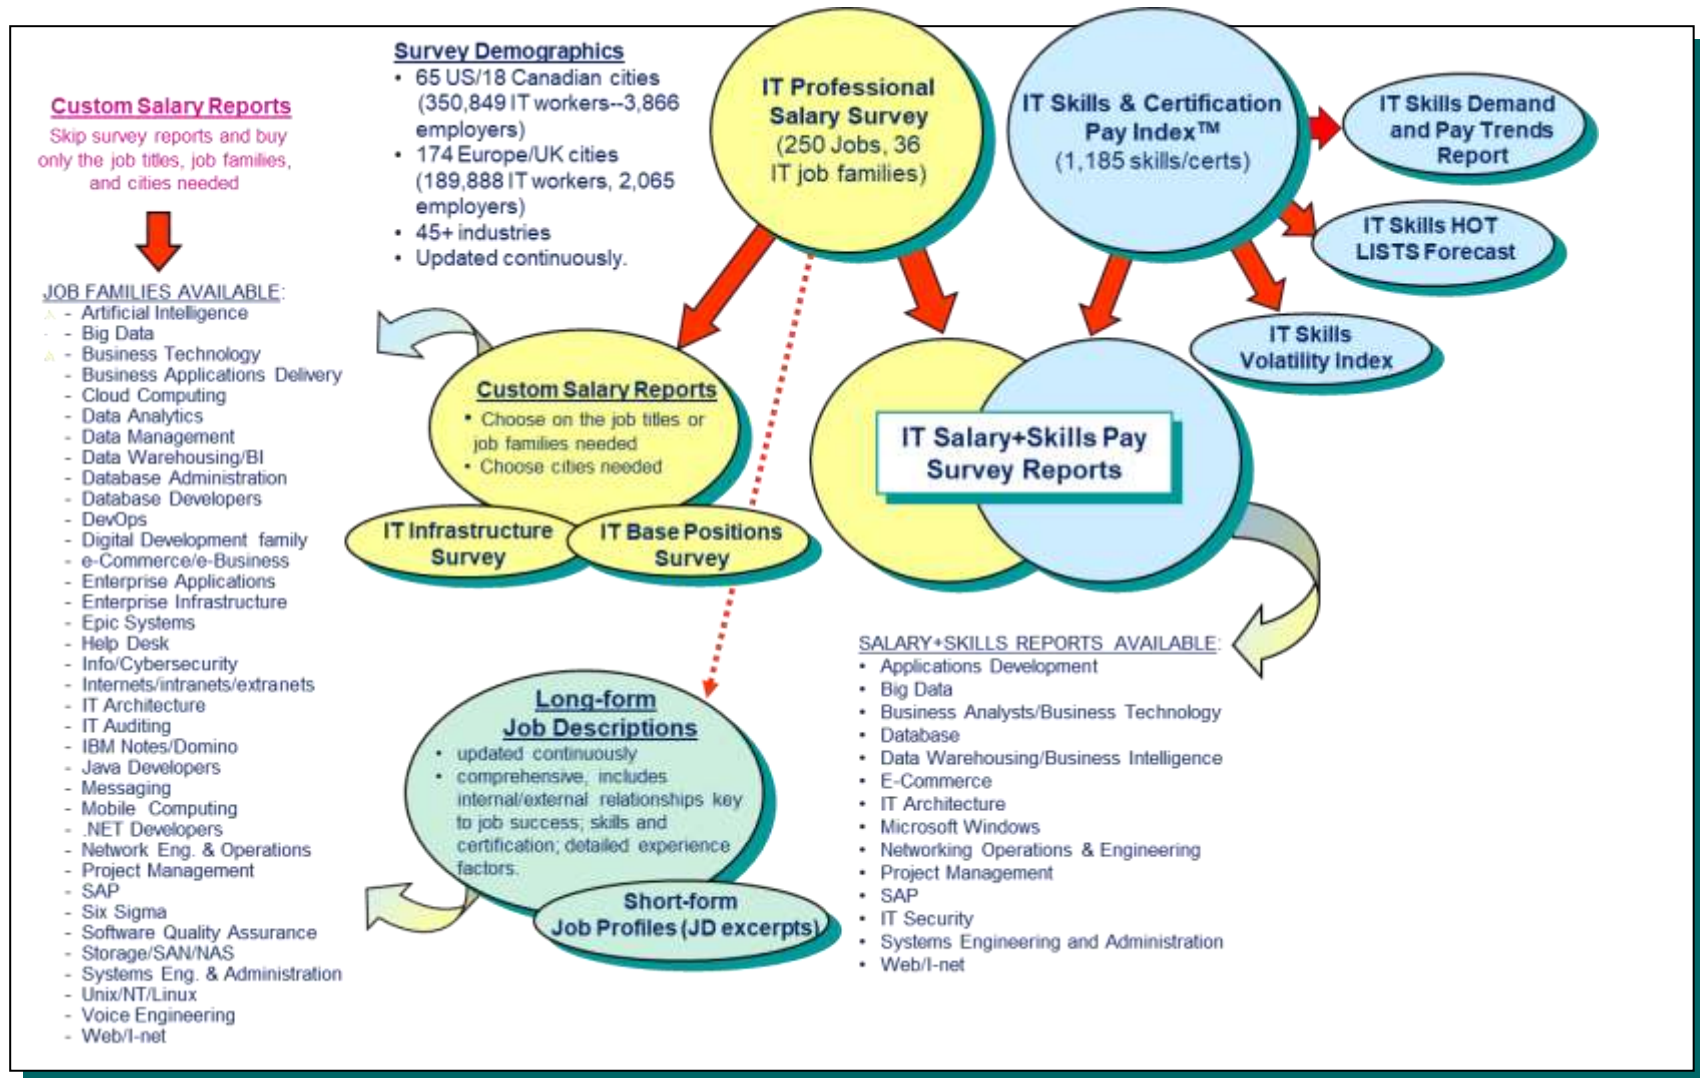 Custom Salary Reports
Skip survey reports and buy
only the job titles, job families,
and cities needed
JOB FAMILIES AVAILABLE:
- Artificial Intelligence
- Big Data
- Business Technology
- Business Applications Delivery
- Cloud Computing
- Data Analytics
- Data Management
- Data Warehousing/BI
- Database Administration
- Database Developers
- DevOps
- Digital Development family
- e-Commerce/e-Business
- Enterprise Applications
- Enterprise Infrastructure
- Epic Systems
- Help Desk
- Info/Cybersecurity
- Internets/intranets/extranets
- IT Architecture
- IT Auditing
- IBM Notes/Domino
- Java Developers
- Messaging
- Mobile Computing
- .NET Developers
- Network Eng. & Operations
- Project Management
- SAP
- Six Sigma
- Software Quality Assurance
- Storage/SAN/NAS
- Systems Eng. & Administration
- Unix/NT/Linux
- Voice Engineering
- Web/I-net
Survey Demographics
• 65 US/18 Canadian cities
(350,849 IT workers--3,866
employers)
• 174 Europe/UK cities
(189,888 IT workers, 2,065
employers)
• 45+ industries
• Updated continuously.
IT Professional
Salary Survey
(250 Jobs, 36
IT job families)
IT Skills & Certification
Pay Index™
(1,185 skills/certs)
IT Skills Demand
and Pay Trends
Report
IT Skills HOT
LISTS Forecast
IT Skills
Volatility Index
Custom Salary Reports
• Choose on the job titles or
job families needed
• Choose cities needed
IT Infrastructure
Survey
IT Base Positions
Survey
IT Salary+Skills Pay
Survey Reports
Long-form
Job Descriptions
• updated continuously
• comprehensive, includes
internal/external relationships key
to job success; skills and
certification; detailed experience
factors.
Short-form
Job Profiles (JD excerpts)
SALARY+SKILLS REPORTS AVAILABLE:
• Applications Development
• Big Data
• Business Analysts/Business Technology
• Database
• Data Warehousing/Business Intelligence
• E-Commerce
• IT Architecture
• Microsoft Windows
• Networking Operations & Engineering
• Project Management
• SAP
• IT Security
• Systems Engineering and Administration
• Web/I-net